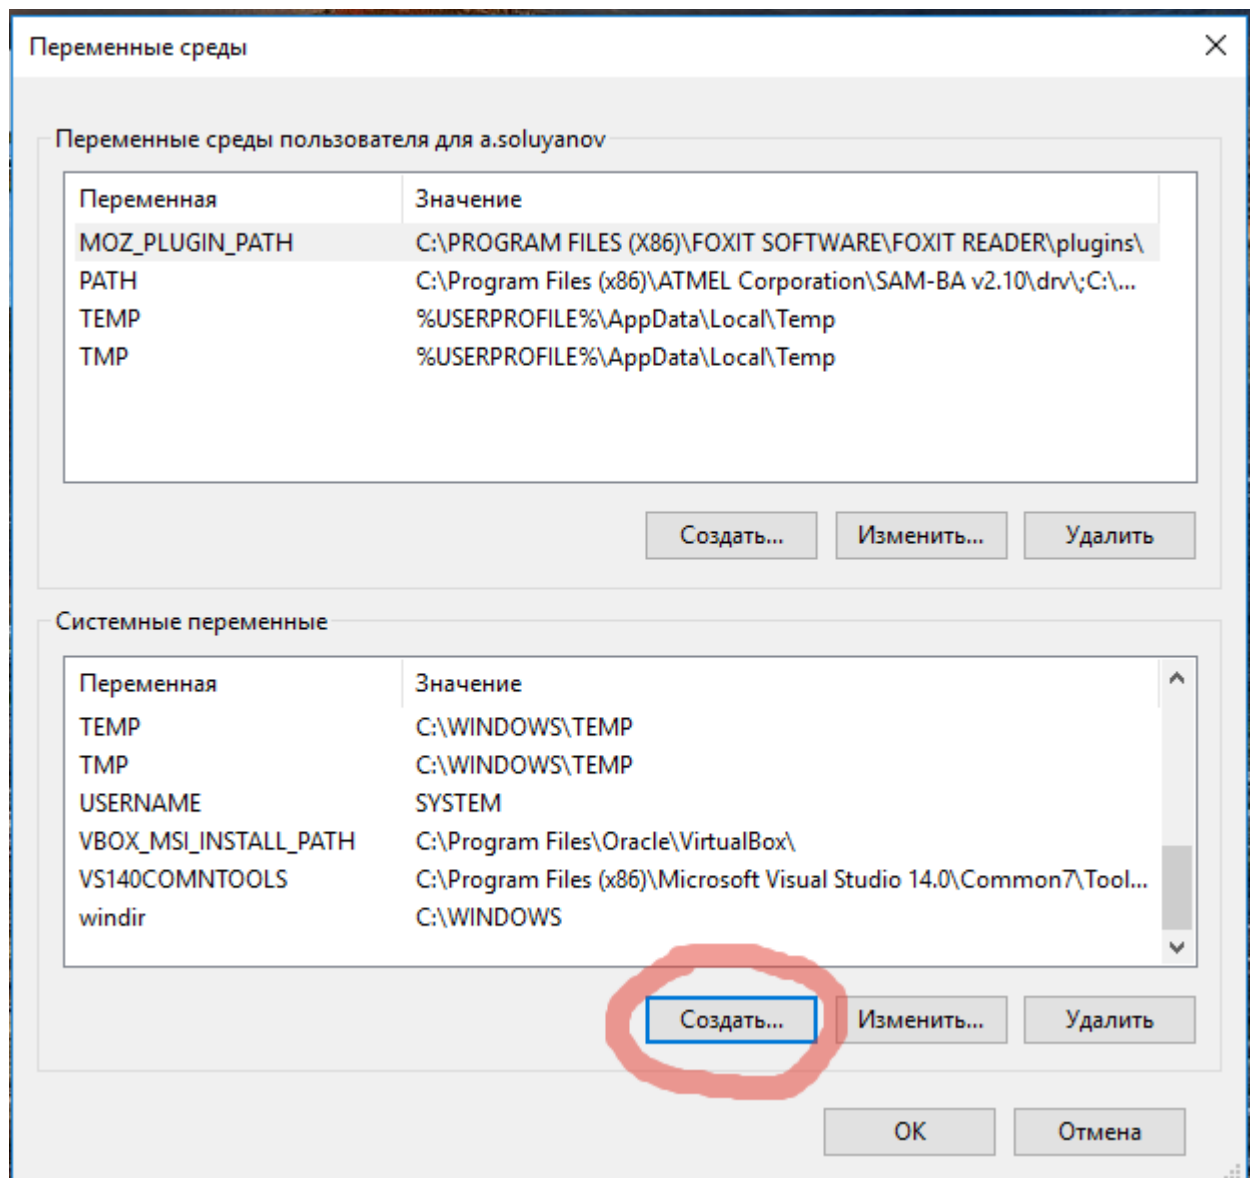 Переменные среды
Переменные среды пользователя для a.soluyanov
Переменная Значение
MOZ_PLUGIN_PATH C:\PROGRAM FILES (X86)\FOXIT SOFTWARE\FOXIT READER\plugins\
PATH C:\Program Files (x86)\ATMEL Corporation\SAM-BA v2.10\drv\;C:\...
TEMP %USERPROFILE%\AppData\Local\Temp
TMP %USERPROFILE%\AppData\Local\Temp
Создать... Изменить... Удалить
Системные переменные
Переменная Значение
TEMP C:\WINDOWS\TEMP
TMP C:\WINDOWS\TEMP
USERNAME SYSTEM
VBOX_MSI_INSTALL_PATH C:\Program Files\Oracle\VirtualBox\
VS140COMNTOOLS C:\Program Files (x86)\Microsoft Visual Studio 14.0\Common7\Tool...
windir C:\WINDOWS
Создать... Изменить... Удалить
ОК Отмена